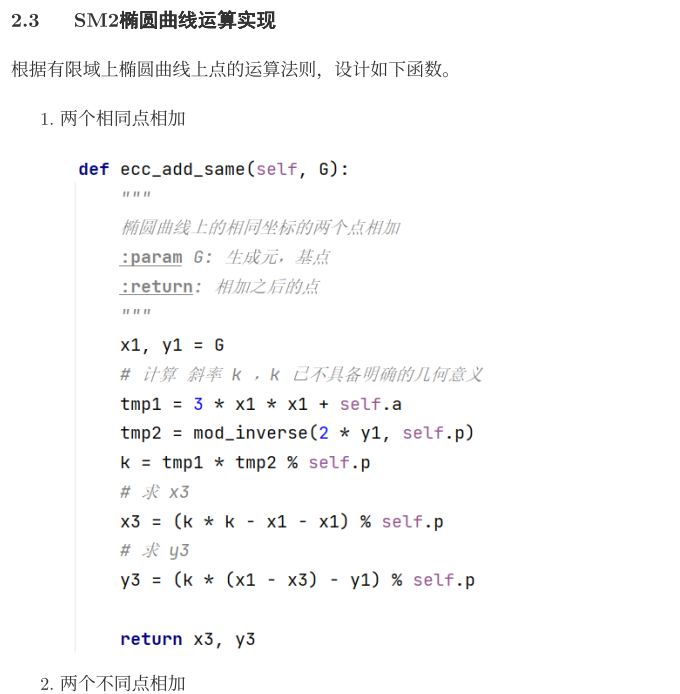 2.3 SM2椭圆曲线运算实现
根据有限域上椭圆曲线上点的运算法则，设计如下函数。
1. 两个相同点相加
def ecc_add_same(self, G):
"""
椭圆曲线上的相同坐标的两个点相加
:param G: 生成元，基点
:return: 相加之后的点
"""
x1, y1 = G
# 计算 斜率 k ，k 已不具备明确的几何意义
tmp1 = 3 * x1 * x1 + self.a
tmp2 = mod_inverse(2 * y1, self.p)
k = tmp1 * tmp2 % self.p
# 求 x3
x3 = (k * k - x1 - x1) % self.p
# 求 y3
y3 = (k * (x1 - x3) - y1) % self.p
return x3, y3
2. 两个不同点相加